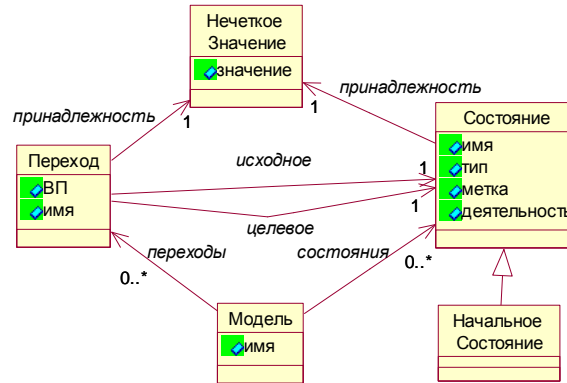 Нечеткое
Значение
значение
принадлежность
1
принадлежность
1
Переход
ВП
имя
исходное
1
целевое
1
Состояние
имя
тип
метка
деятельность
переходы
0..*
состояния
0..*
Модель
имя
Начальное
Состояние